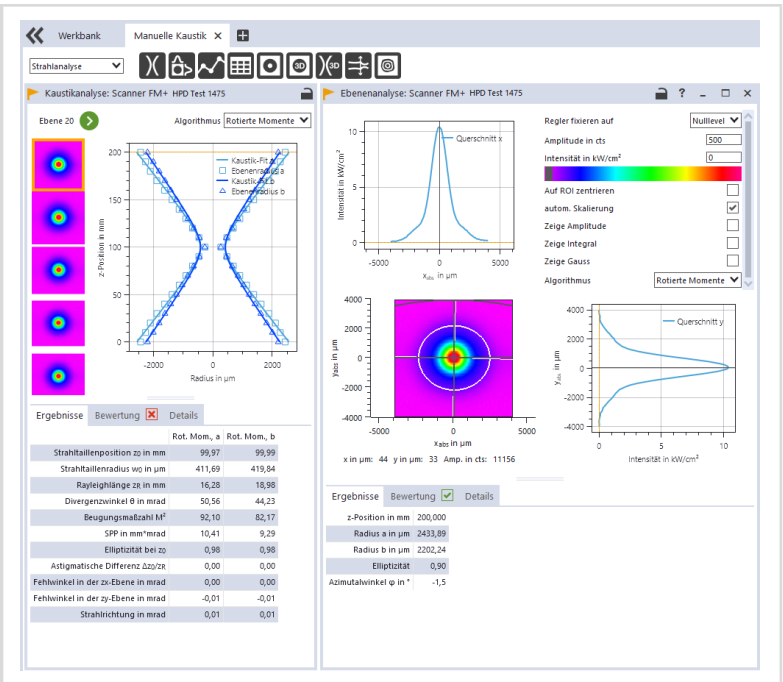 Werkbank
Manuelle Kaustik
Strahlanalyse
3D
3D
Kaustikanalyse: Scanner FM+ HPD Test 1475
Ebene 20
Algorithmus Rotierte Momente
Kaustik-Fit a
Ebenenradius a
Kaustik-Fit b
Ebenenradius b
200
150
100
50
0
z-Position in mm
-2000 0 2000
Radius in µm
Ergebnisse Bewertung Details
Rot. Mom., a Rot. Mom., b
Strahltaillenposition z₀ in mm 99,97 99,99
Strahltaillenradius w₀ in µm 411,69 419,84
Rayleighlänge zʀ in mm 16,28 18,98
Divergenzwinkel θ in mrad 50,56 44,23
Beugungsmaßzahl M² 92,10 82,17
SPP in mm*mrad 10,41 9,29
Elliptizität bei z₀ 0,98 0,98
Astigmatische Differenz Δz₀/zʀ 0,00 0,00
Fehlwinkel in der zx-Ebene in mrad 0,00 0,00
Fehlwinkel in der zy-Ebene in mrad -0,01 -0,01
Strahlrichtung in mrad 0,01 0,01
Ebenenanalyse: Scanner FM+ HPD Test 1475
?
Querschnitt x
10
5
0
Intensität in kW/cm²
-5000 0 5000
xabs in µm
Regler fixieren auf Nulllevel
Amplitude in cts 500
Intensität in kW/cm² 0
Auf ROI zentrieren
autom. Skalierung
Zeige Amplitude
Zeige Integral
Zeige Gauss
Algorithmus Rotierte Momente
4000
2000
0
-2000
-4000
yabs in µm
-5000 0 5000
xabs in µm
x in µm: 44 y in µm: 33 Amp. in cts: 11156
Querschnitt y
4000
2000
0
-2000
-4000
yabs in µm
0 5 10
Intensität in kW/cm²
Ergebnisse Bewertung Details
z-Position in mm 200,000
Radius a in µm 2433,89
Radius b in µm 2202,24
Elliptizität 0,90
Azimutalwinkel φ in ° -1,5